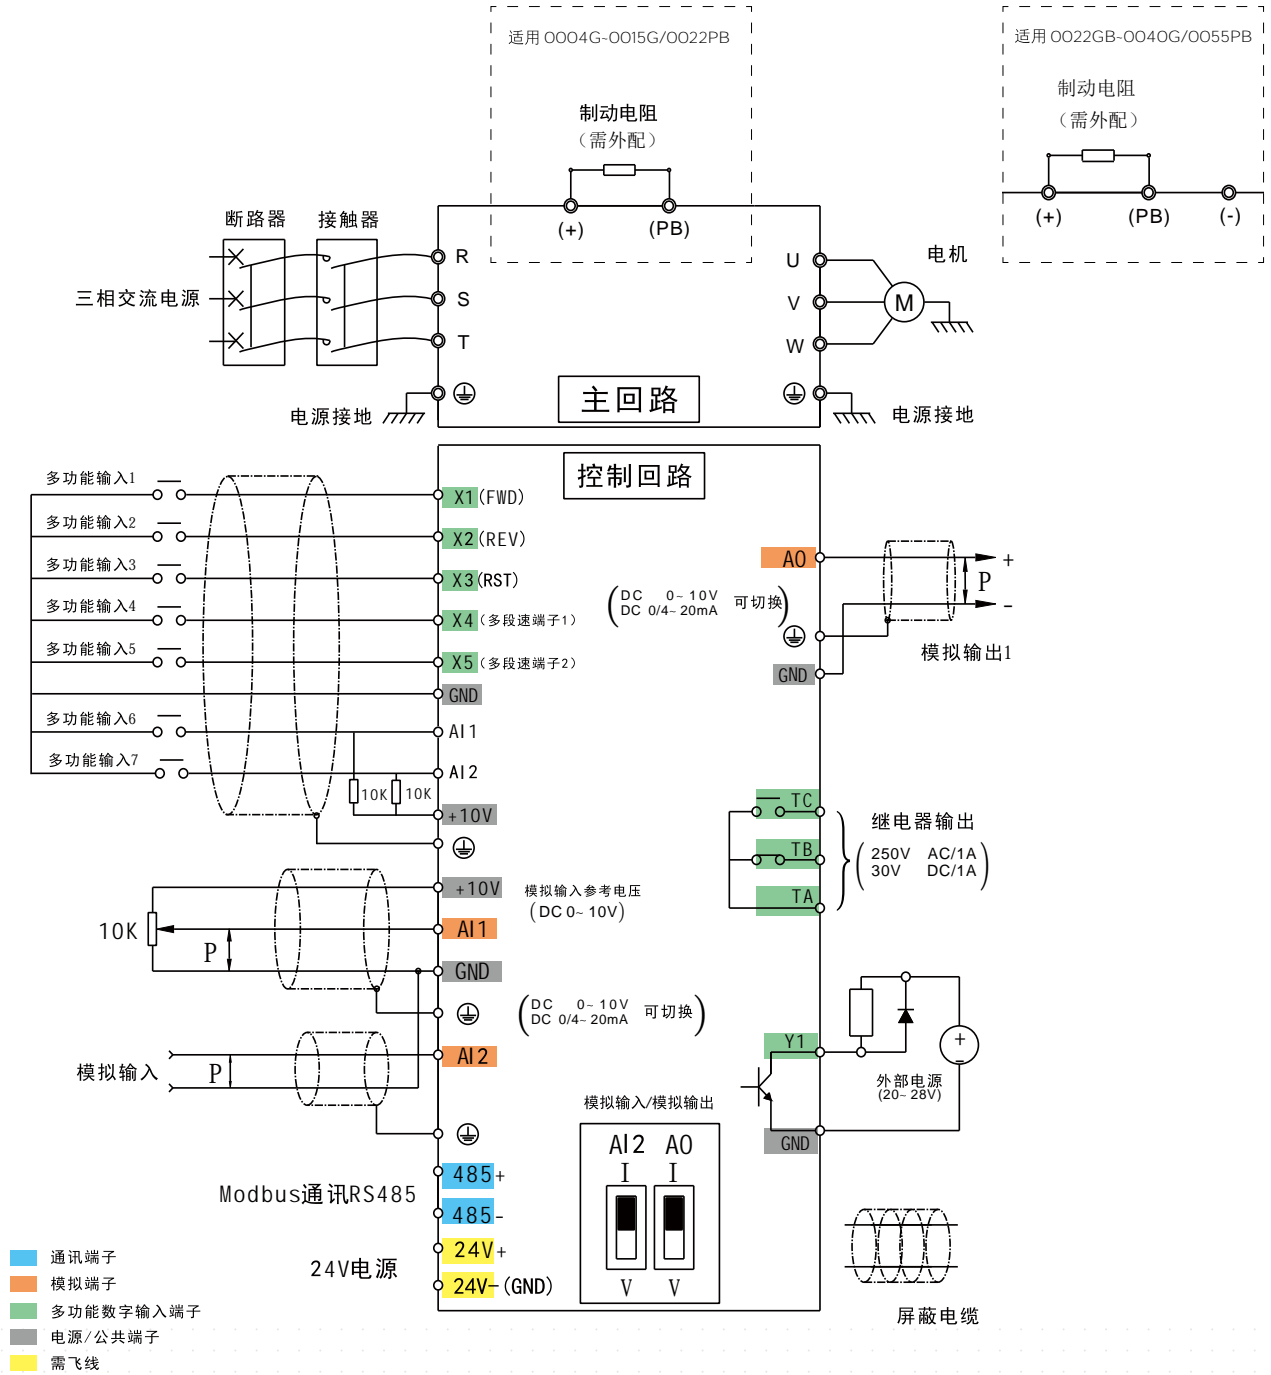 适用 0004G~0015G/0022PB
适用 0022GB~0040G/0055PB
制动电阻
（需外配）
制动电阻
（需外配）
(+)
(PB)
(+)
(PB)
(-)
断路器
接触器
三相交流电源
R
S
T
U
V
W
电机
M
电源接地
主回路
电源接地
控制回路
多功能输入1
X1(FWD)
多功能输入2
X2(REV)
多功能输入3
X3(RST)
多功能输入4
X4(多段速端子1)
多功能输入5
X5(多段速端子2)
GND
多功能输入6
AI1
多功能输入7
AI2
10K
10K
+10V
AO
+
P
-
(DC 0~10V
DC 0/4~20mA 可切换)
GND
模拟输出1
TC
TB
TA
继电器输出
(250V AC/1A
30V DC/1A)
+10V
模拟输入参考电压
(DC 0~10V)
10K
P
AI1
GND
(DC 0~10V
DC 0/4~20mA 可切换)
模拟输入
P
AI2
Y1
GND
+
-
外部电源
(20~28V)
模拟输入/模拟输出
AI2 AO
I I
V V
Modbus通讯RS485
485+
485-
24V电源
24V+
24V-(GND)
屏蔽电缆
通讯端子
模拟端子
多功能数字输入端子
电源/公共端子
需飞线